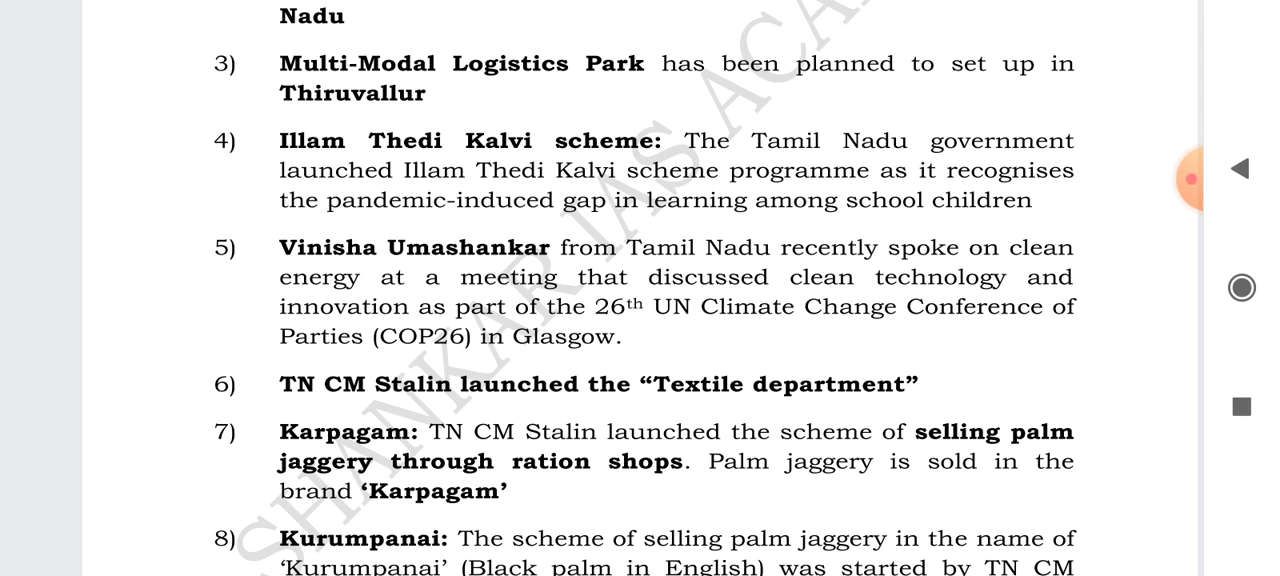 Nadu
3) Multi-Modal Logistics Park has been planned to set up in
Thiruvallur
4) Illam Thedi Kalvi scheme: The Tamil Nadu government
launched Illam Thedi Kalvi scheme programme as it recognises
the pandemic-induced gap in learning among school children
5) Vinisha Umashankar from Tamil Nadu recently spoke on clean
energy at a meeting that discussed clean technology and
innovation as part of the 26th UN Climate Change Conference of
Parties (COP26) in Glasgow.
6) TN CM Stalin launched the “Textile department”
7) Karpagam: TN CM Stalin launched the scheme of selling palm
jaggery through ration shops. Palm jaggery is sold in the
brand ‘Karpagam’
8) Kurumpanai: The scheme of selling palm jaggery in the name of
‘Kurumpanai’ (Black palm in English) was started by TN CM
SHANKAR IAS ACA